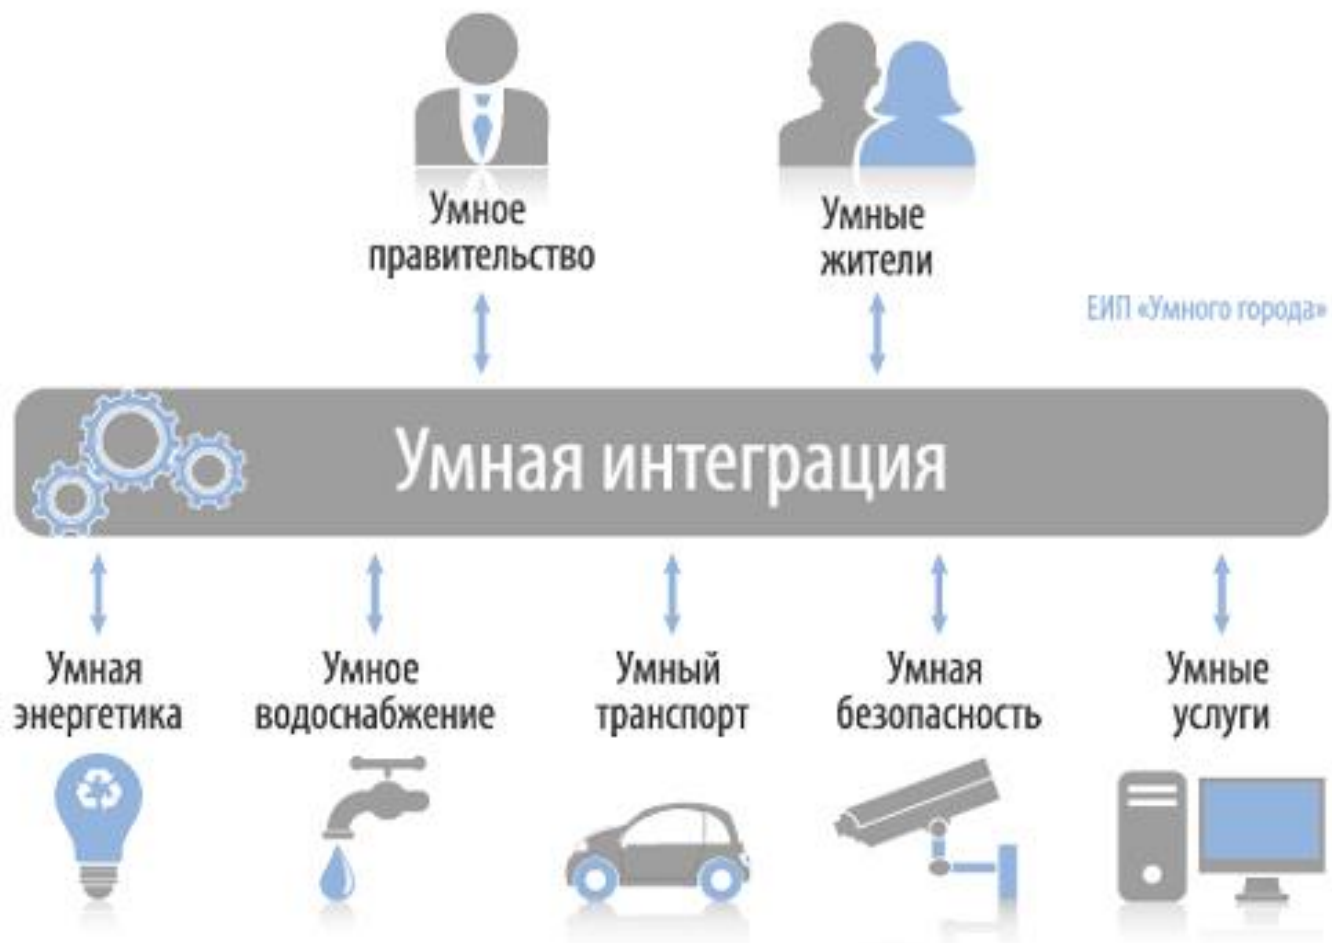 Умное
правительство
Умные
жители
ЕИП «Умного города»
Умная интеграция
Умная
энергетика
Умное
водоснабжение
Умный
транспорт
Умная
безопасность
Умные
услуги